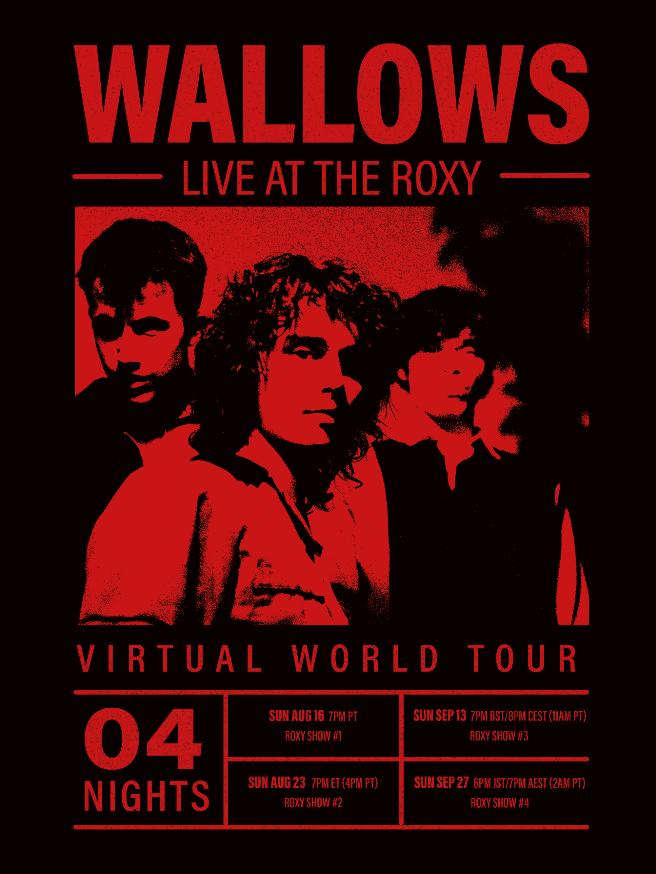 WALLOWS
LIVE AT THE ROXY
VIRTUAL WORLD TOUR
04
NIGHTS
SUN AUG 16 7PM PT
ROXY SHOW #1
SUN AUG 23 7PM ET (4PM PT)
ROXY SHOW #2
SUN SEP 13 7PM BST/8PM CEST (11AM PT)
ROXY SHOW #3
SUN SEP 27 6PM JST/7PM AEST (2AM PT)
ROXY SHOW #4